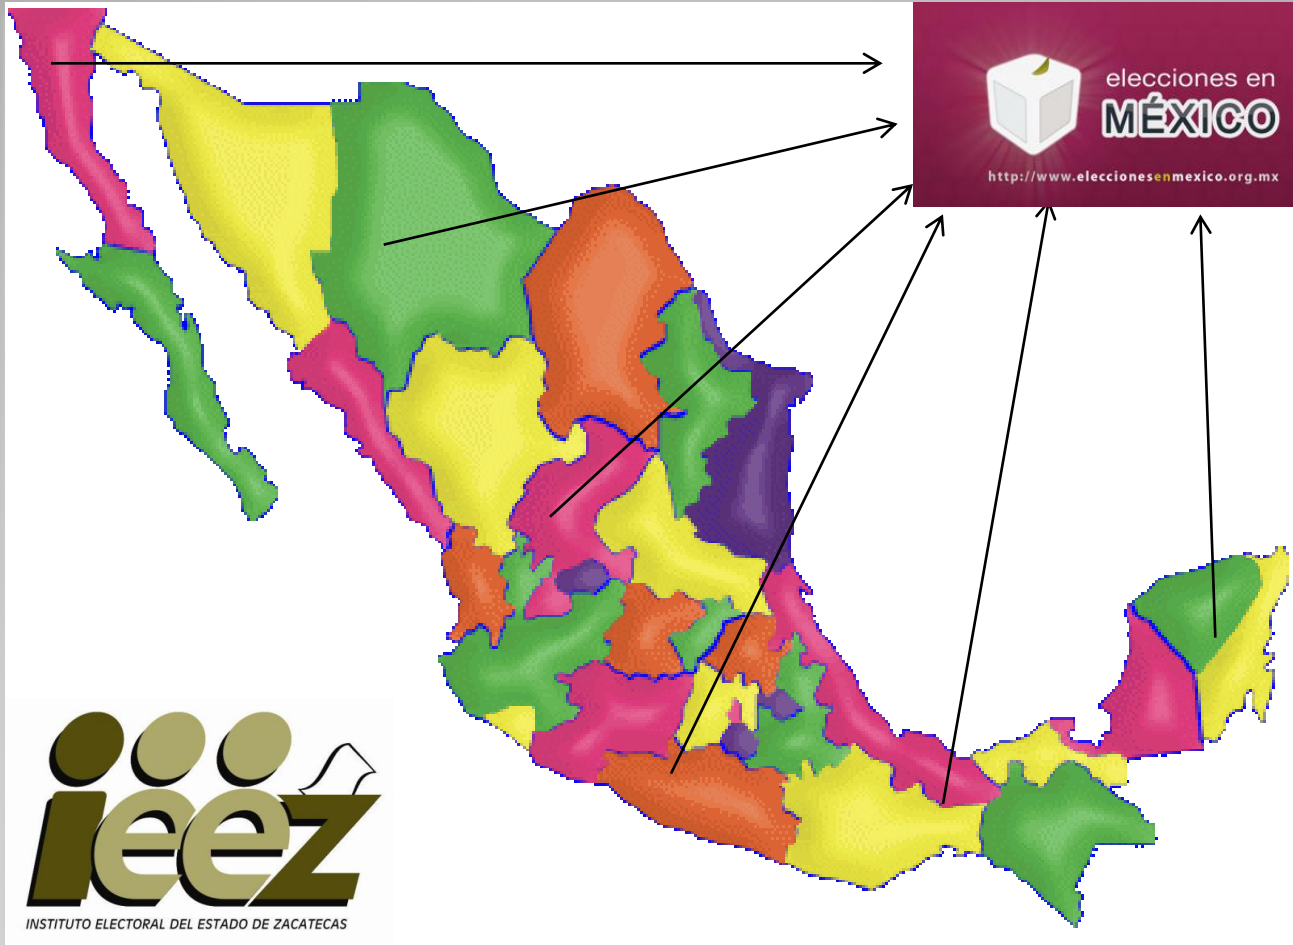 elecciones en
MÉXICO
http://www.eleccionesenmexico.org.mx
ieez
INSTITUTO ELECTORAL DEL ESTADO DE ZACATECAS